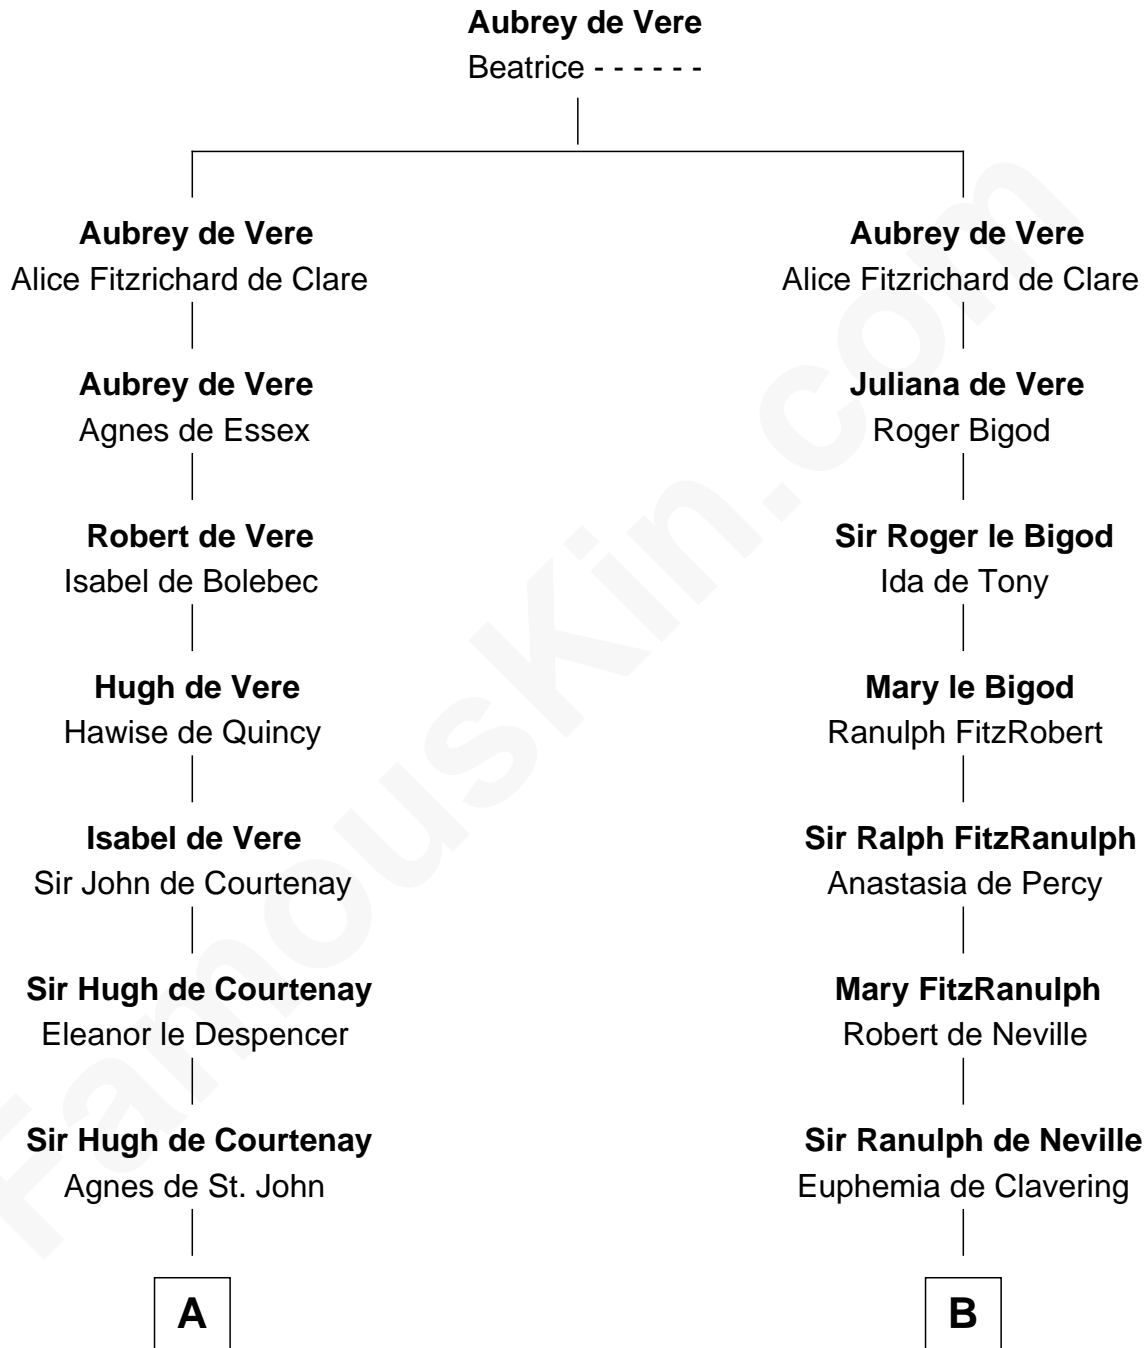 Aubrey de Vere
Beatrice - - - - - -
Aubrey de Vere
Alice Fitzrichard de Clare
Aubrey de Vere
Agnes de Essex
Robert de Vere
Isabel de Bolebec
Hugh de Vere
Hawise de Quincy
Isabel de Vere
Sir John de Courtenay
Sir Hugh de Courtenay
Eleanor le Despencer
Sir Hugh de Courtenay
Agnes de St. John
A
Aubrey de Vere
Alice Fitzrichard de Clare
Juliana de Vere
Roger Bigod
Sir Roger le Bigod
Ida de Tony
Mary le Bigod
Ranulph FitzRobert
Sir Ralph FitzRanulph
Anastasia de Percy
Mary FitzRanulph
Robert de Neville
Sir Ranulph de Neville
Euphemia de Clavering
B
FamousKin.com